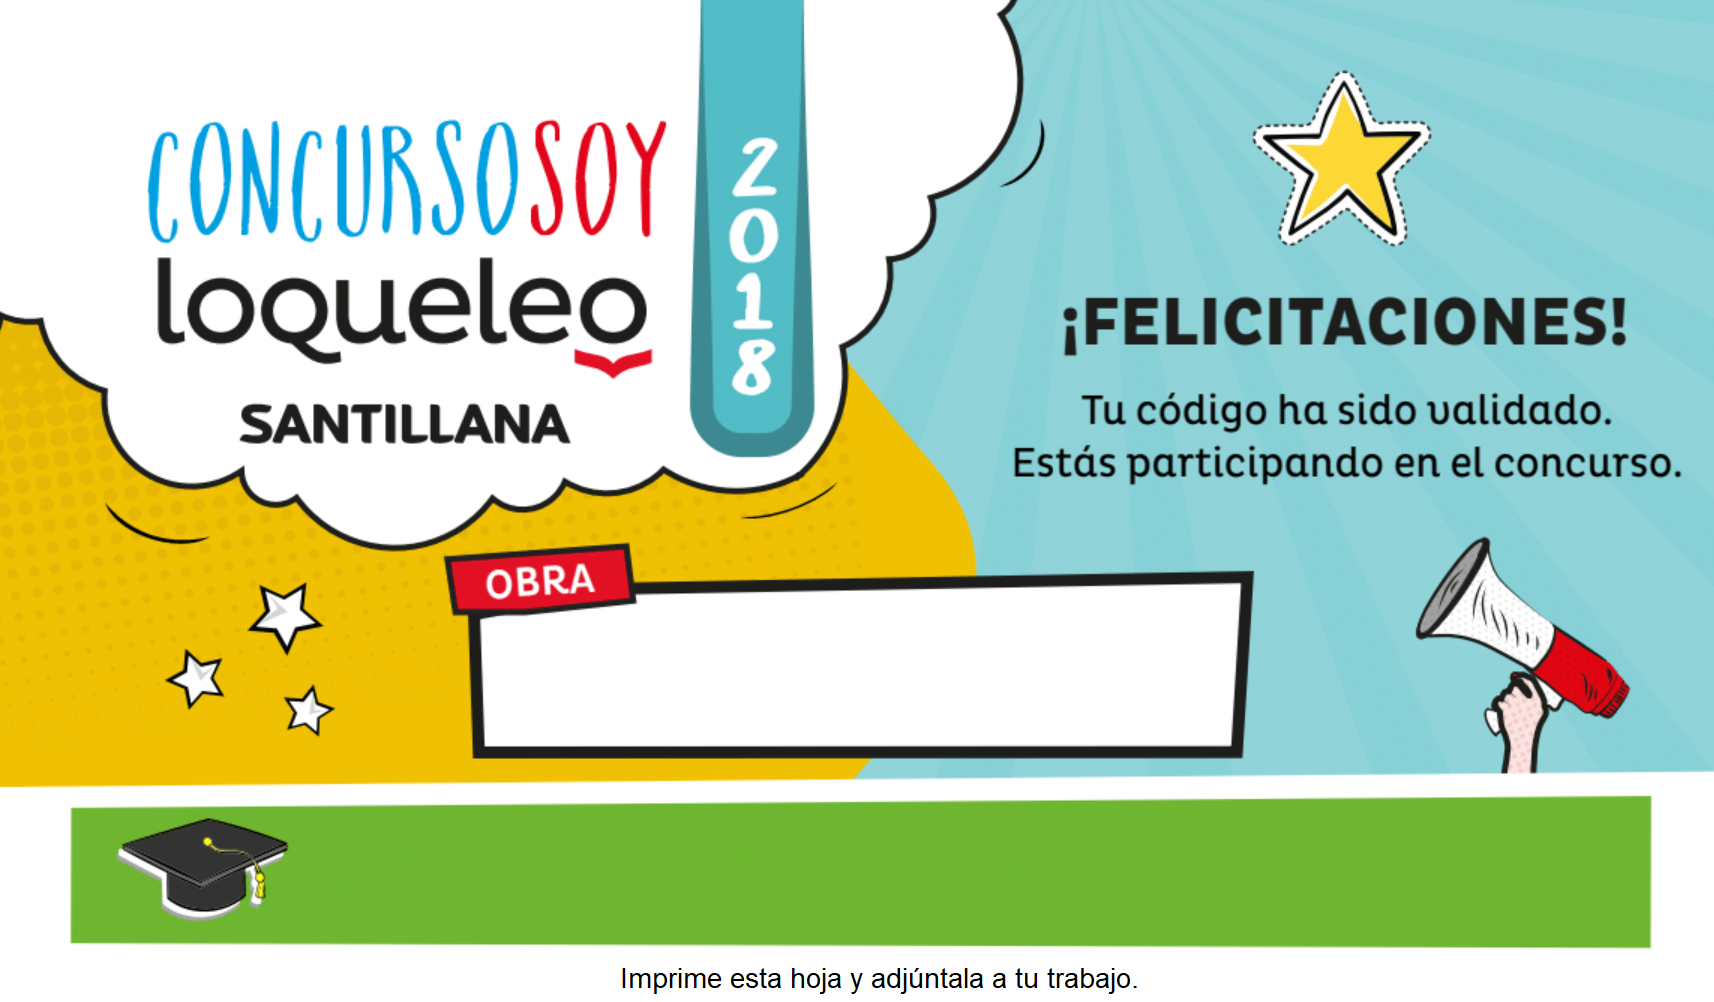 CONCURSOSOY
loqueleo
SANTILLANA
2018
¡FELICITACIONES!
Tu código ha sido validado.
Estás participando en el concurso.
OBRA
Imprime esta hoja y adjúntala a tu trabajo.